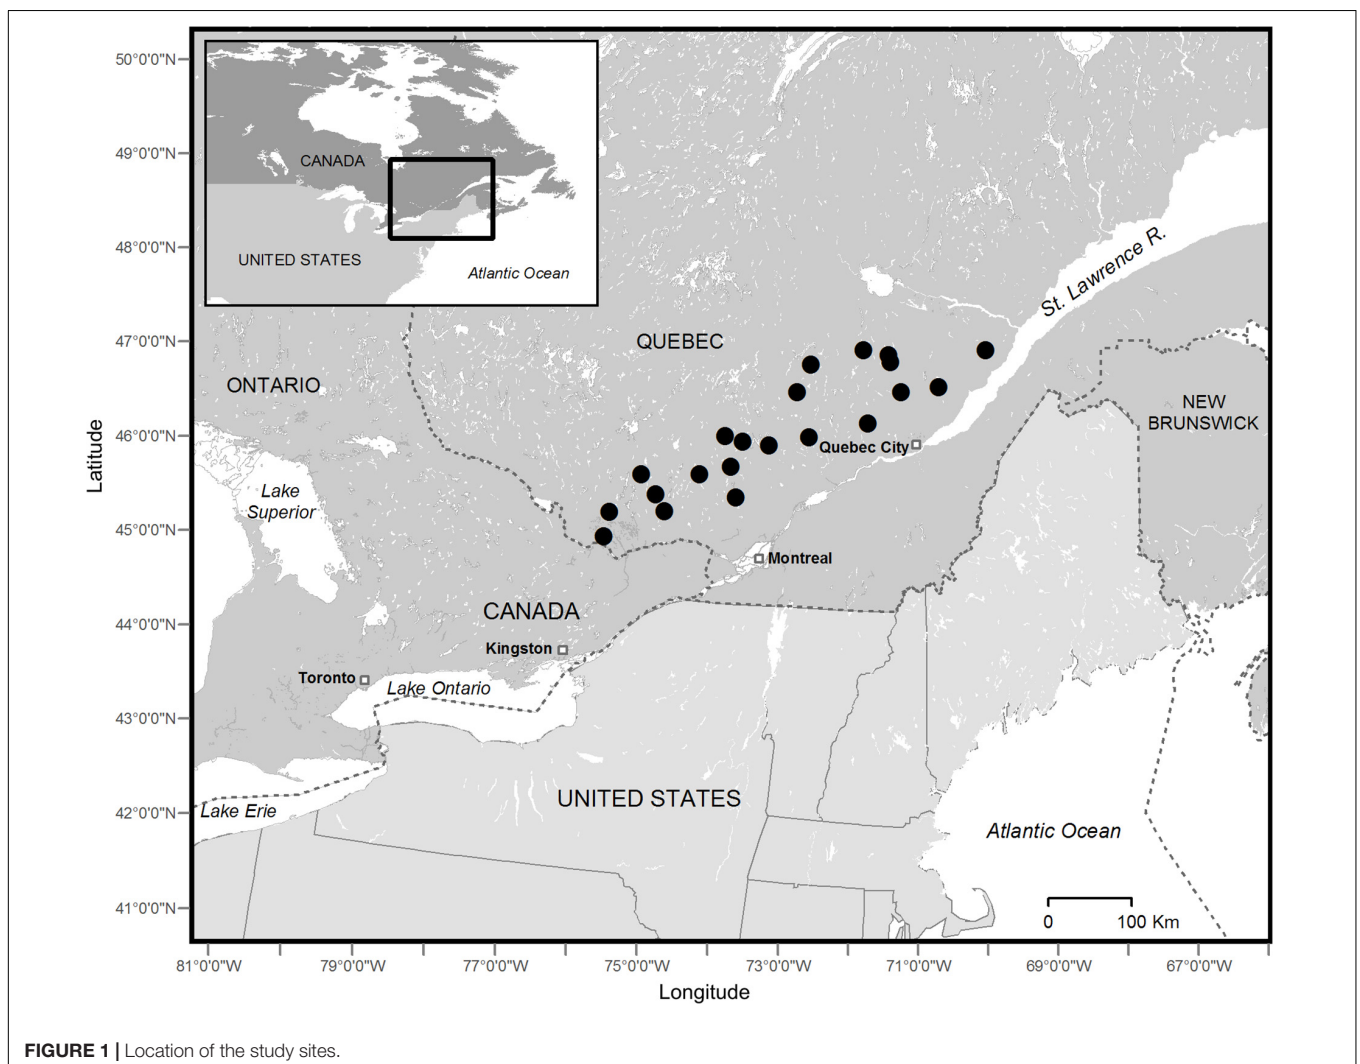 50°0'0"N
49°0'0"N
48°0'0"N
47°0'0"N
46°0'0"N
45°0'0"N
44°0'0"N
43°0'0"N
42°0'0"N
41°0'0"N
Latitude
CANADA
UNITED STATES
Atlantic Ocean
St. Lawrence R.
QUEBEC
ONTARIO
NEW
BRUNSWICK
Quebec City
Lake
Superior
Montreal
CANADA
Kingston
Toronto
Lake Ontario
UNITED STATES
Lake Erie
Atlantic Ocean
0 100 Km
81°0'0"W 79°0'0"W 77°0'0"W 75°0'0"W 73°0'0"W 71°0'0"W 69°0'0"W 67°0'0"W
Longitude
FIGURE 1 | Location of the study sites.